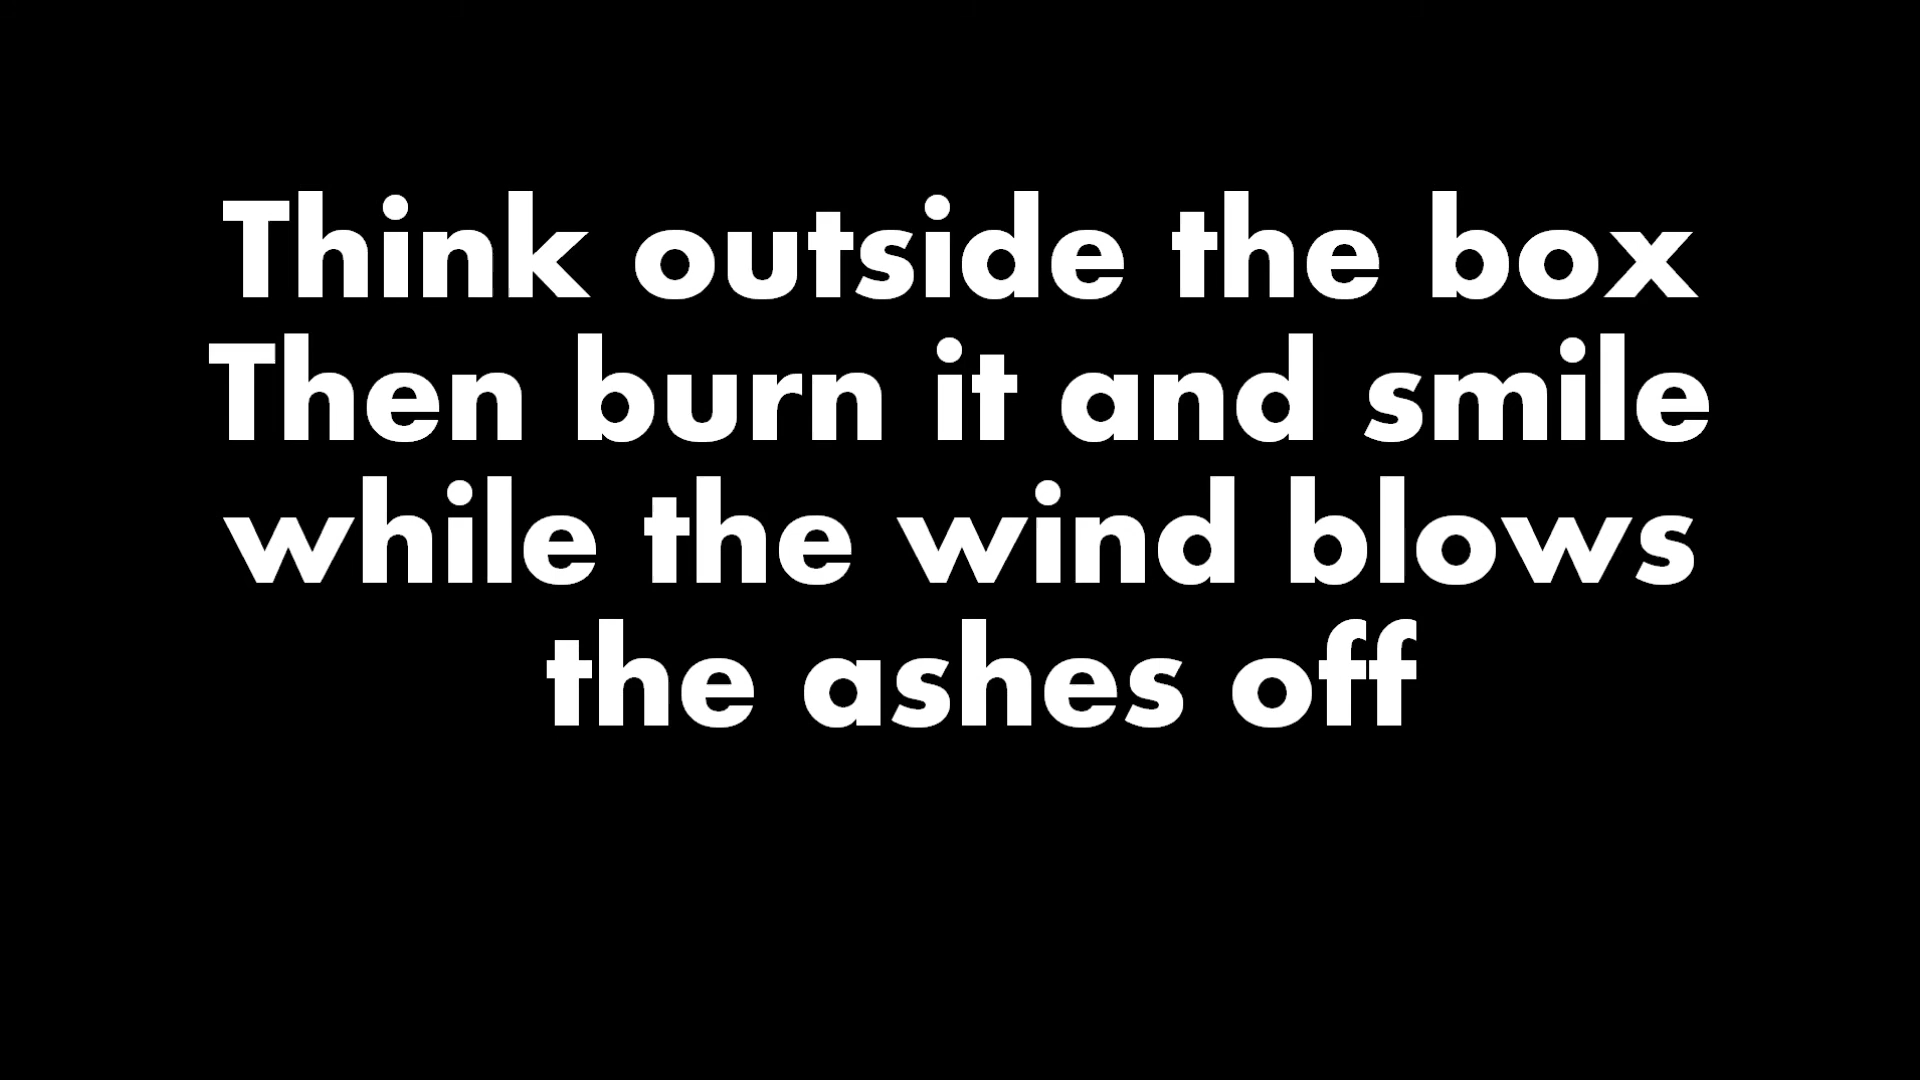 Think outside the box
Then burn it and smile
while the wind blows
the ashes off